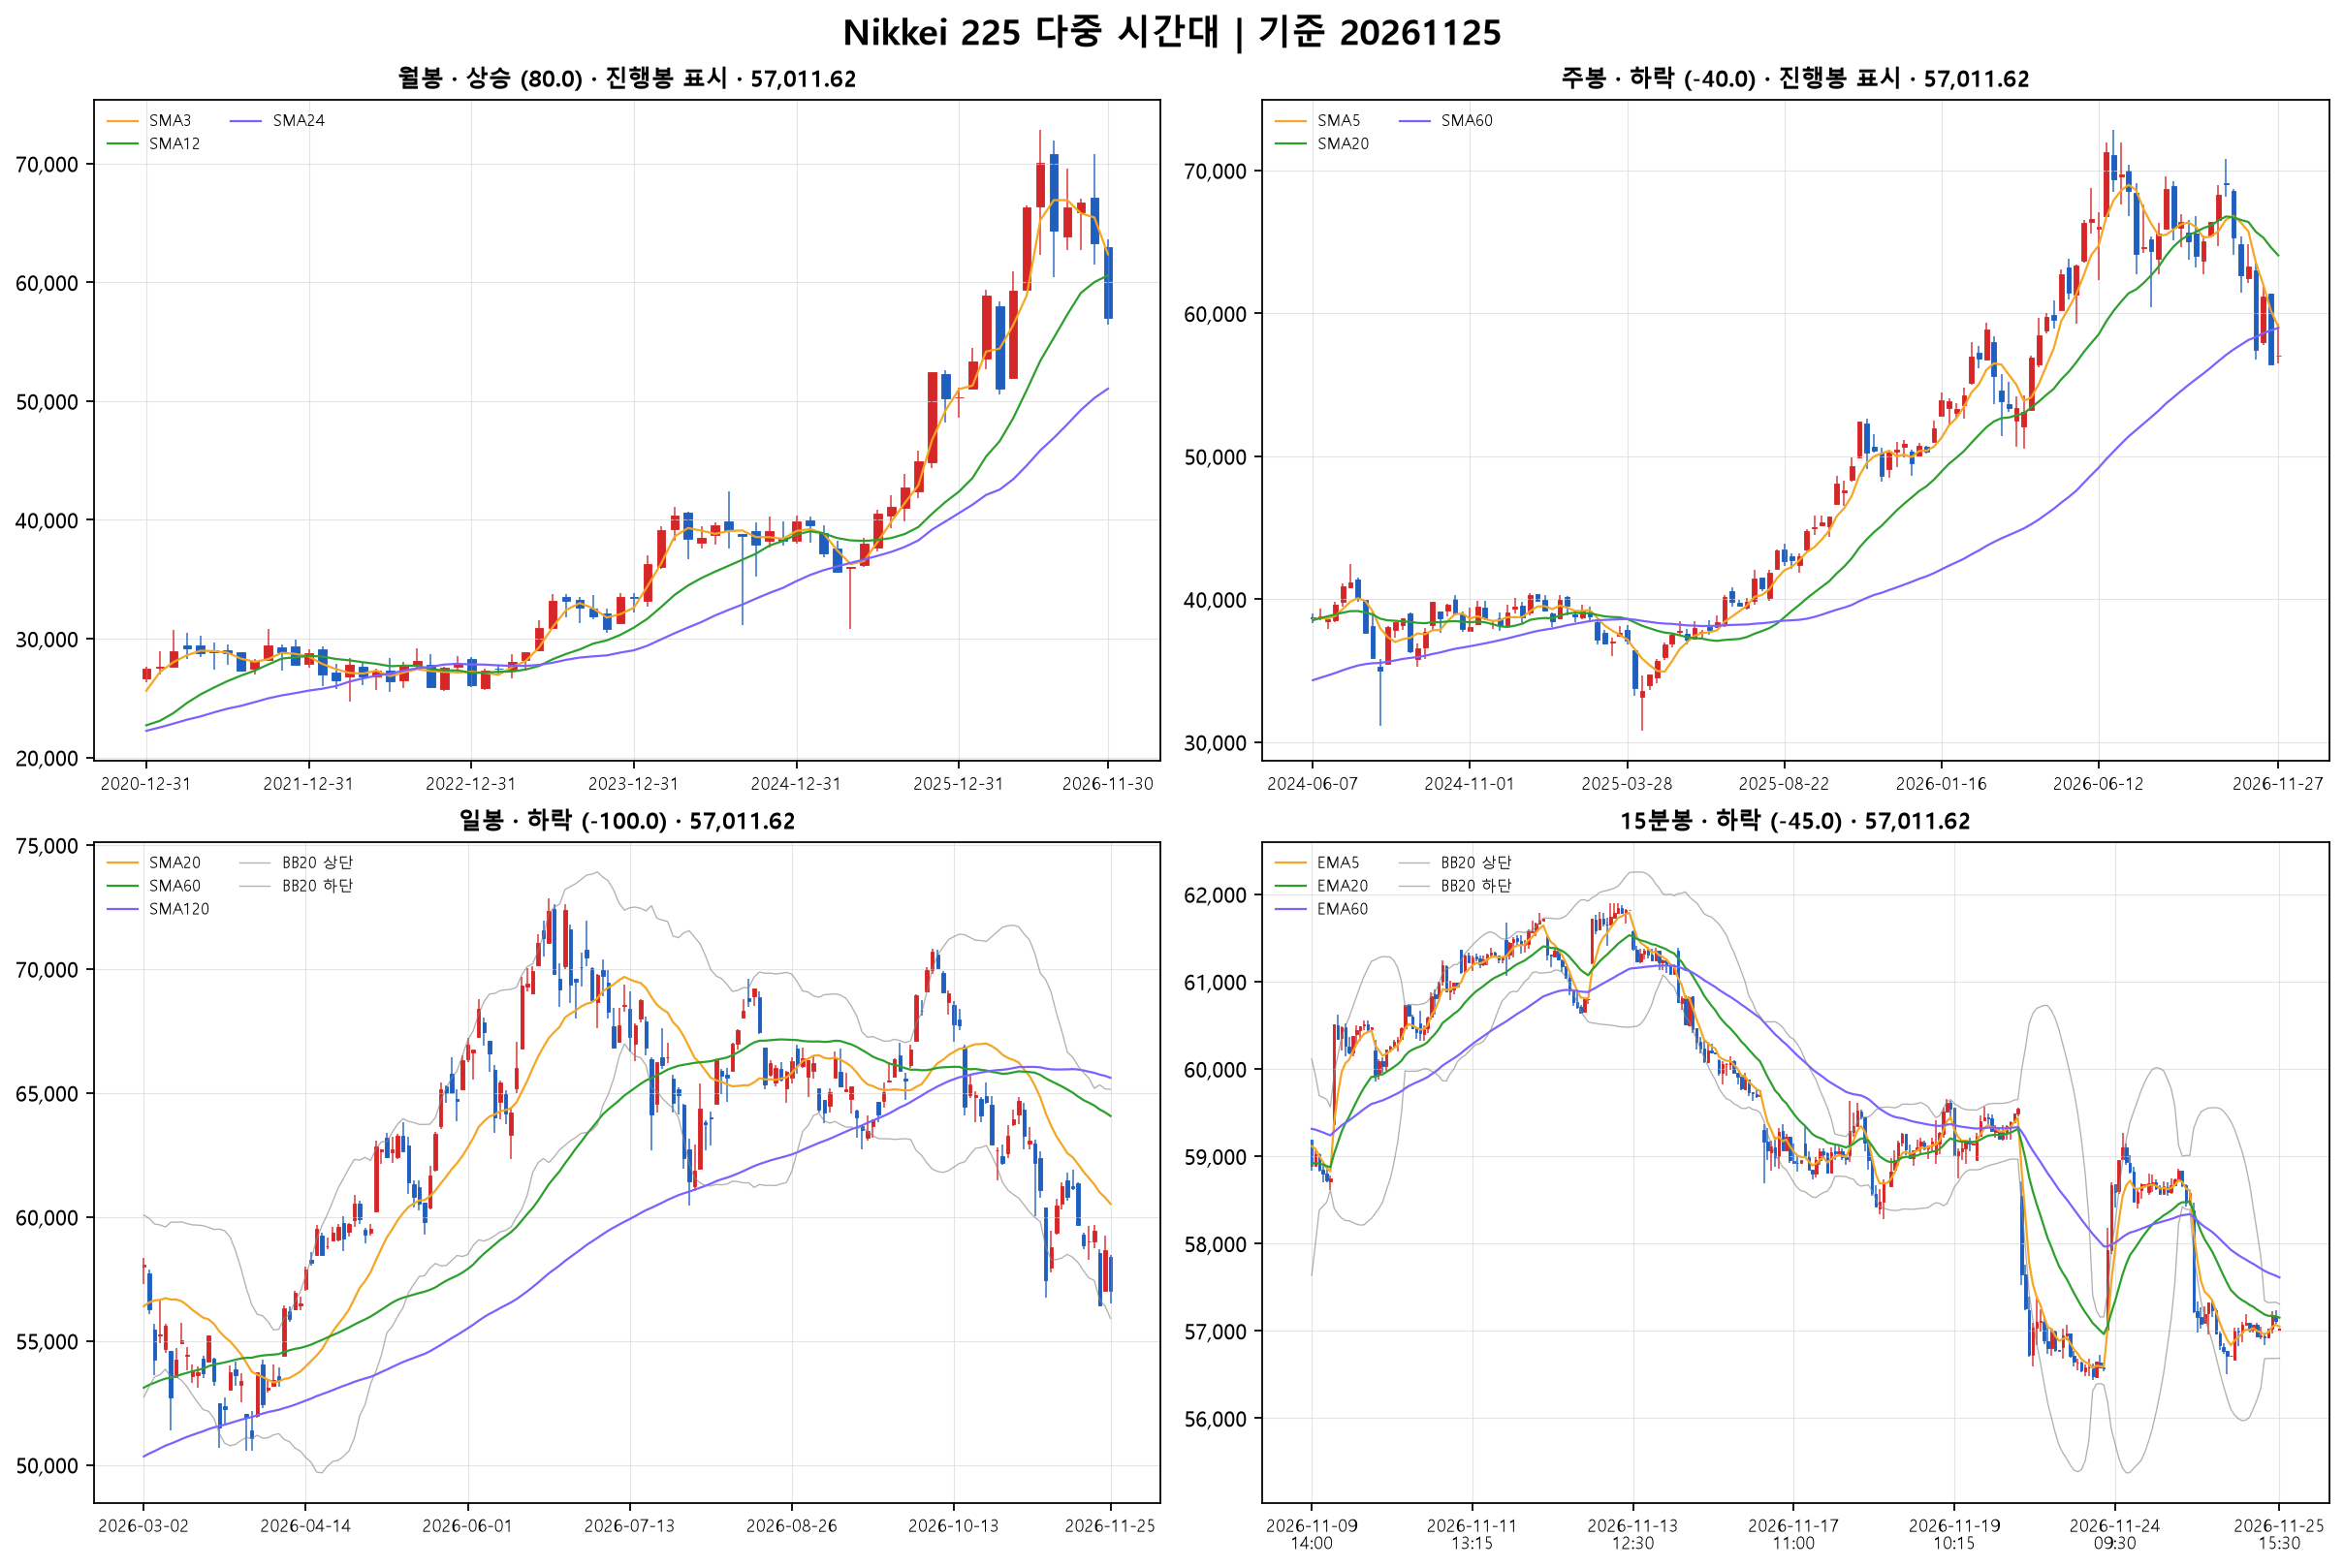 Nikkei 225 다중 시간대 | 기준 20261125
월봉 · 상승 (80.0) · 진행봉 표시 · 57,011.62
SMA3
SMA12
SMA24
70,000
60,000
50,000
40,000
30,000
20,000
2020-12-31
2021-12-31
2022-12-31
2023-12-31
2024-12-31
2025-12-31
2026-11-30
주봉 · 하락 (-40.0) · 진행봉 표시 · 57,011.62
SMA5
SMA20
SMA60
70,000
60,000
50,000
40,000
30,000
2024-06-07
2024-11-01
2025-03-28
2025-08-22
2026-01-16
2026-06-12
2026-11-27
일봉 · 하락 (-100.0) · 57,011.62
SMA20
SMA60
SMA120
BB20 상단
BB20 하단
75,000
70,000
65,000
60,000
55,000
50,000
2026-03-02
2026-04-14
2026-06-01
2026-07-13
2026-08-26
2026-10-13
2026-11-25
15분봉 · 하락 (-45.0) · 57,011.62
EMA5
EMA20
EMA60
BB20 상단
BB20 하단
62,000
61,000
60,000
59,000
58,000
57,000
56,000
2026-11-09
14:00
2026-11-11
13:15
2026-11-13
12:30
2026-11-17
11:00
2026-11-19
10:15
2026-11-24
09:30
2026-11-25
15:30